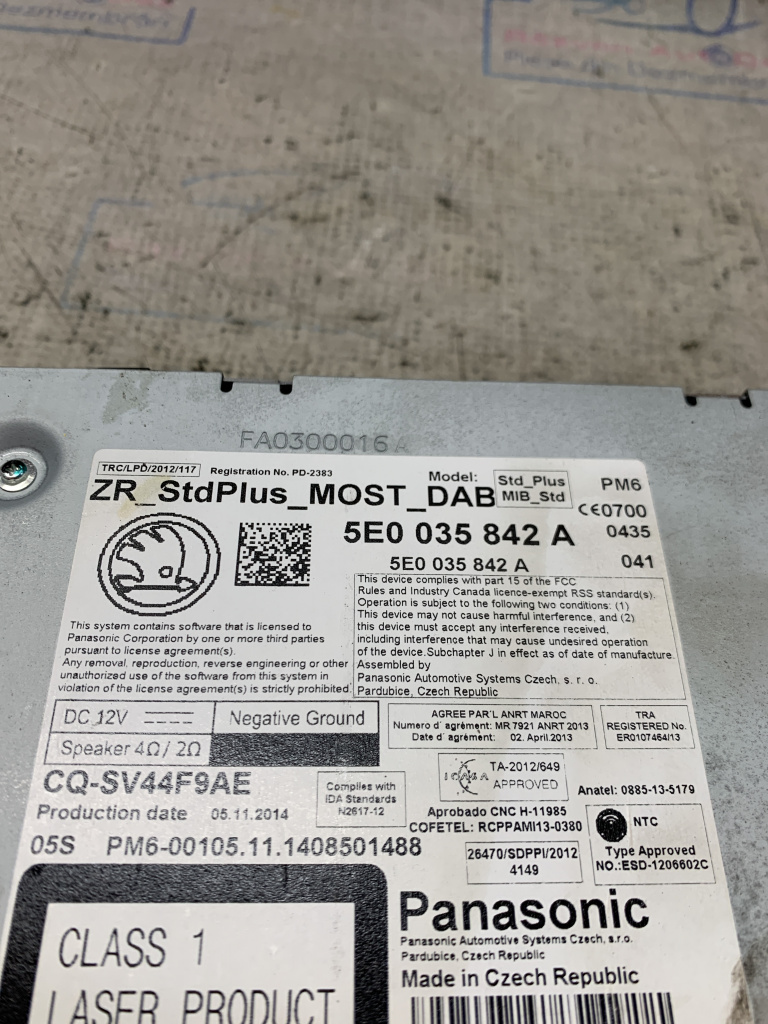 FA0300016A
TRC/LPD/2012/117 Registration No. PD-2383
ZR_StdPlus_MOST_DAB
Model: Std_Plus
MIB_Std
PM6
CE0700
5E0 035 842 A 0435
5E0 035 842 A 041
This system contains software that is licensed to
Panasonic Corporation by one or more third parties
pursuant to license agreement(s).
Any removal, reproduction, reverse engineering or other
unauthorized use of the software from this system in
violation of the license agreement(s) is strictly prohibited.
This device complies with part 15 of the FCC
Rules and Industry Canada licence-exempt RSS standard(s).
Operation is subject to the following two conditions: (1)
This device may not cause harmful interference, and (2)
this device must accept any interference received,
including interference that may cause undesired operation
of the device.Subchapter J in effect as of date of manufacture.
Assembled by
Panasonic Automotive Systems Czech, s. r. o.
Pardubice, Czech Republic
DC 12V Negative Ground
Speaker 4Ω/ 2Ω
AGREE PAR'L ANRT MAROC
Numero d' agrèment: MR 7921 ANRT 2013
Date d' agrèment: 02. April.2013
TRA
REGISTERED No.
ER0107464/13
CQ-SV44F9AE
Production date 05.11.2014
Complies with
IDA Standards
N2617-12
ICASA
TA-2012/649
APPROVED
Anatel: 0885-13-5179
Aprobado CNC H-11985
COFETEL: RCPPAMI13-0380
NTC
Type Approved
NO.:ESD-1206602C
05S PM6-00105.11.1408501488
26470/SDPPI/2012
4149
CLASS 1
LASER PRODUCT
Panasonic
Panasonic Automotive Systems Czech, s.r.o.
Pardubice, Czech Republic
Made in Czech Republic